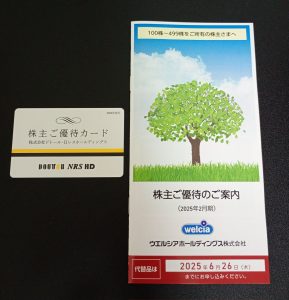 株主ご優待カード
株式会社ドトール・日レスホールディングス
DOUTOR NRS HD
100株～499株をご所有の株主さまへ
株主ご優待のご案内
(2025年2月期)
welcia
ウエルシアホールディングス株式会社
代替品は
2025年6月26日(木)
までにお申し込みください。